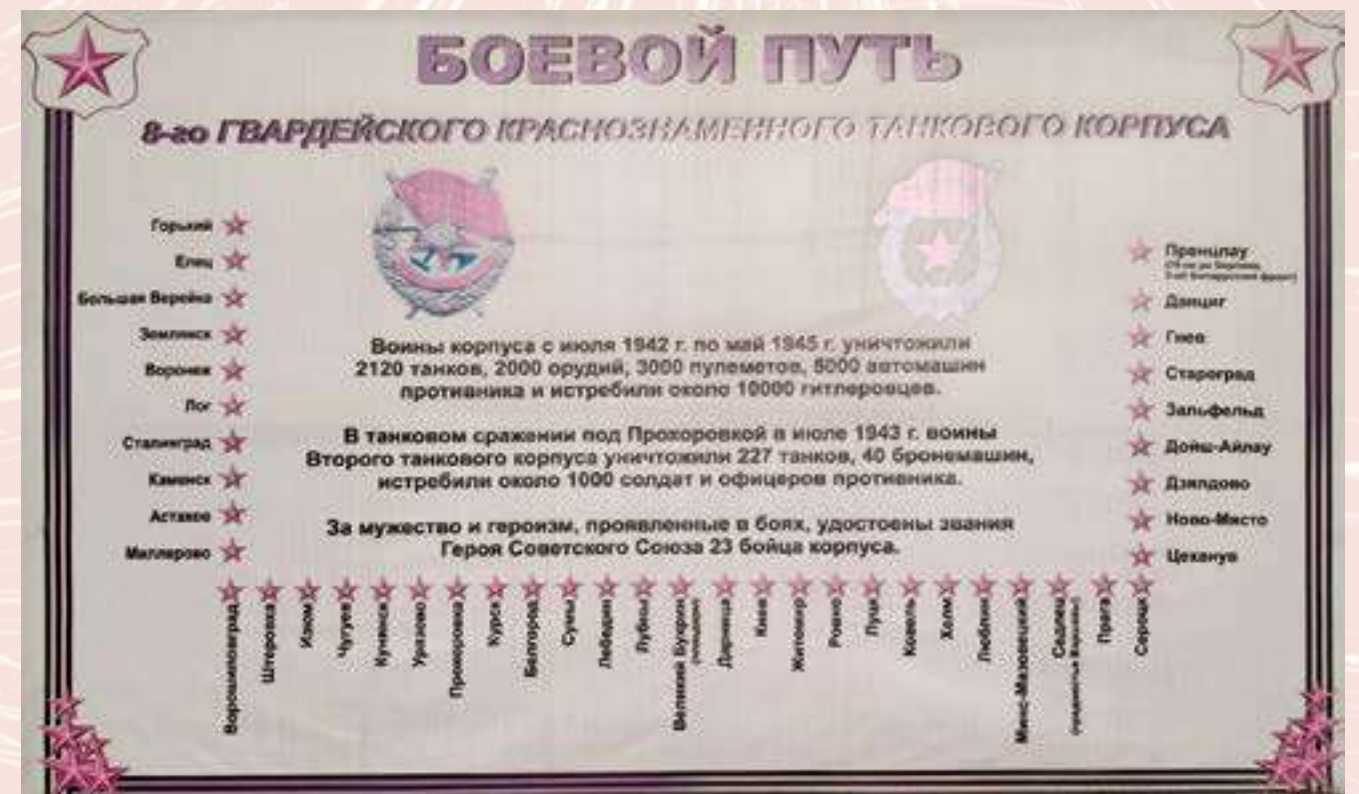 БОЕВОЙ ПУТЬ
8-го ГВАРДЕЙСКОГО КРАСНОЗНАМЕННОГО ТАНКОВОГО КОРПУСА
Горький
Елец
Большая Верейка
Землянск
Воронеж
Лог
Сталинград
Каменск
Астахов
Миллерово
Воины корпуса с июля 1942 г. по май 1945 г. уничтожили
2120 танков, 2000 орудий, 3000 пулеметов, 5000 автомашин
противника и истребили около 10000 гитлеровцев.
В танковом сражении под Прохоровкой в июле 1943 г. воины
Второго танкового корпуса уничтожили 227 танков, 40 бронемашин,
истребили около 1000 солдат и офицеров противника.
За мужество и героизм, проявленные в боях, удостоены звания
Героя Советского Союза 23 бойца корпуса.
Ворошиловград
Штеровка
Изюм
Чугуев
Купянск
Уразово
Прохоровка
Курск
Белгород
Сумы
Лебедин
Лубны
Великий Букрин
Дарница
Киев
Житомир
Ровно
Луцк
Ковель
Холм
Люблин
Минс-Мазовецкий
Седлец
(предместья Варшавы)
Прага
Сероцк
Пренцлау
Данциг
Гнев
Староград
Зальфельд
Дойш-Айлау
Дзялдово
Ново-Място
Цеханув